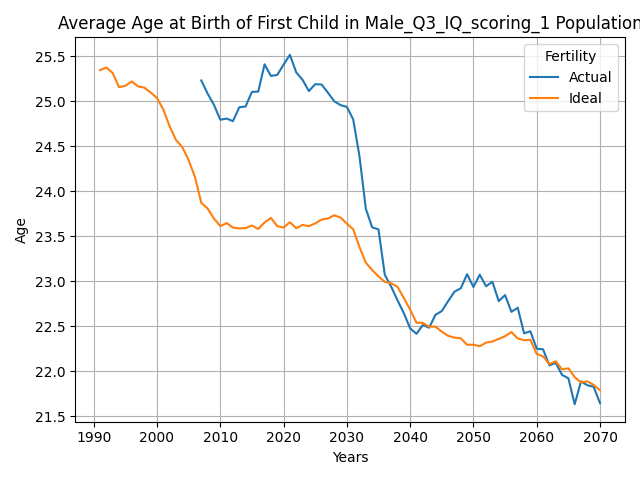 Average Age at Birth of First Child in Male_Q3_IQ_scoring_1 Population
Fertility
Actual
Ideal
25.5
25.0
24.5
24.0
23.5
23.0
22.5
22.0
21.5
Age
1990 2000 2010 2020 2030 2040 2050 2060 2070
Years